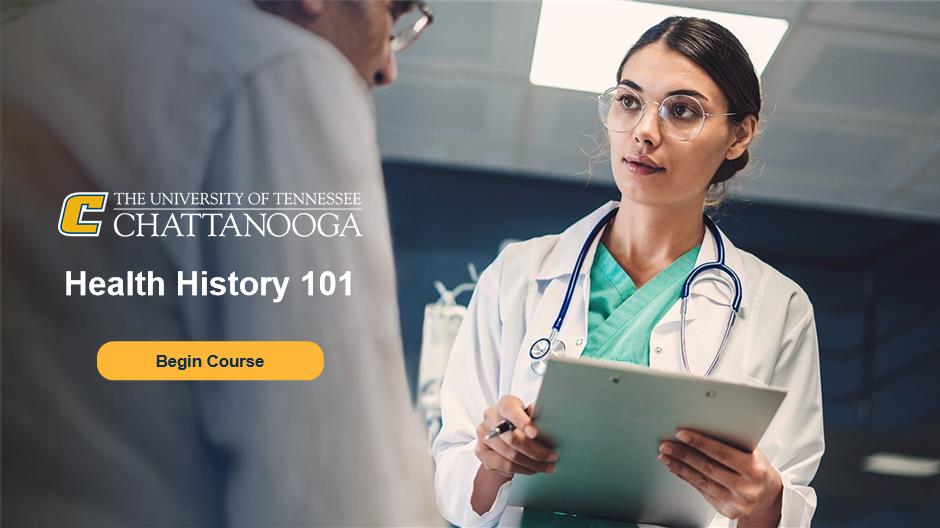 THE UNIVERSITY OF TENNESSEE
CHATTANOOGA
Health History 101
Begin Course